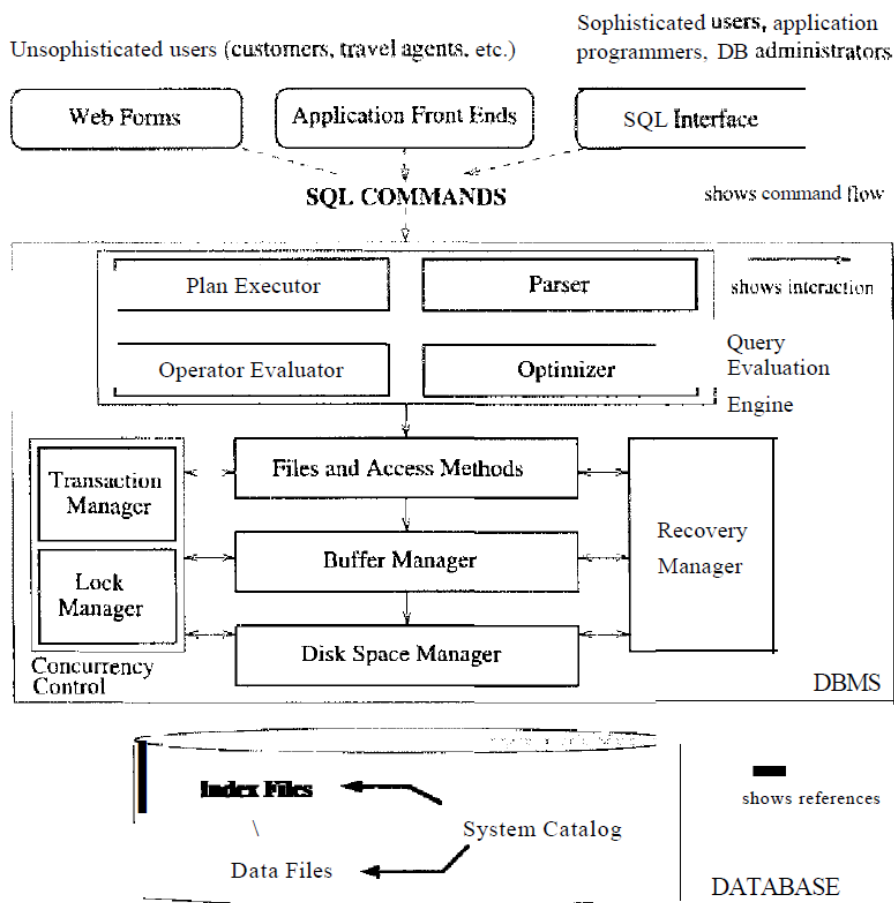 Unsophisticated users (customers, travel agents, etc.)
Sophisticated users, application
programmers, DB administrators
Web Forms
Application Front Ends
SQL Interface
SQL COMMANDS
shows command flow
Plan Executor
Parser
shows interaction
Operator Evaluator
Optimizer
Query
Evaluation
Engine
Files and Access Methods
Transaction
Manager
Buffer Manager
Recovery
Manager
Lock
Manager
Disk Space Manager
Concurrency
Control
DBMS
Index Files
shows references
System Catalog
Data Files
DATABASE